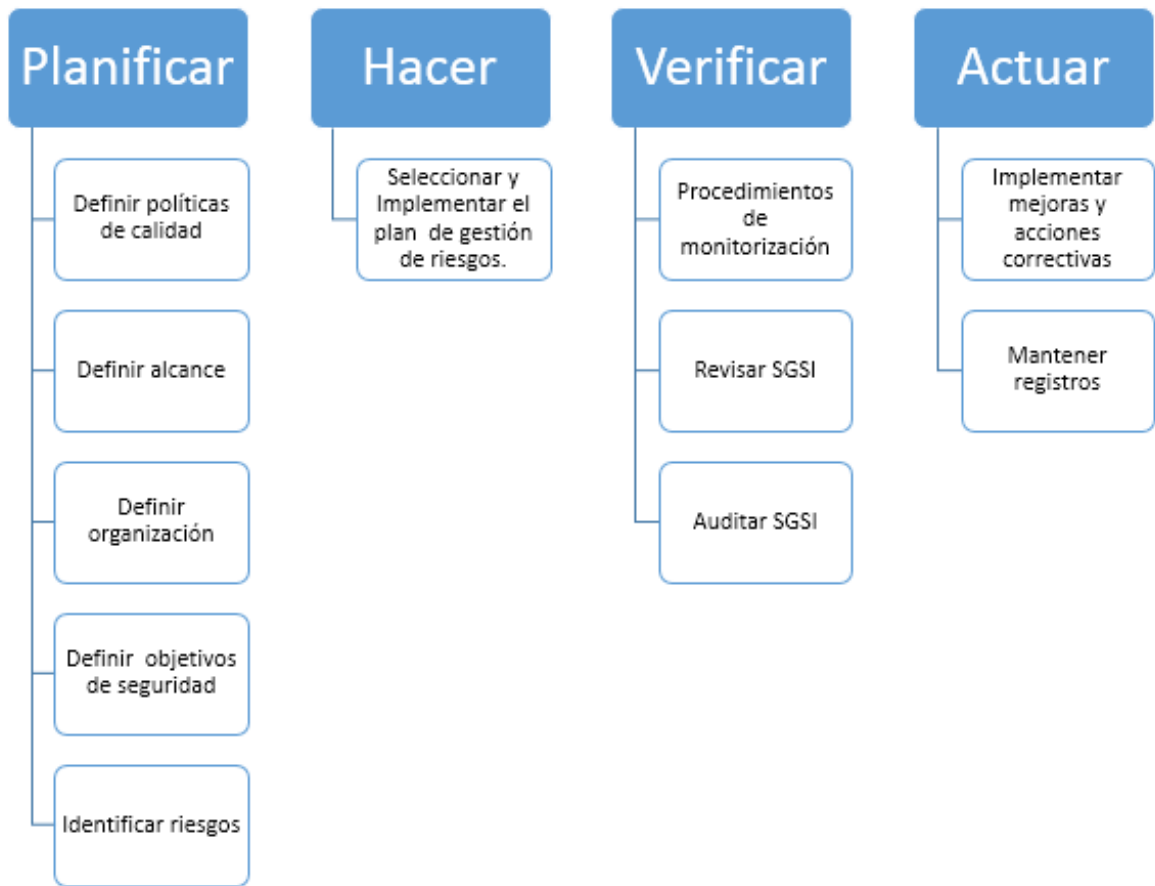 Planificar
Definir políticas
de calidad
Definir alcance
Definir
organización
Definir objetivos
de seguridad
Identificar riesgos
Hacer
Seleccionar y
Implementar el
plan de gestión
de riesgos.
Verificar
Procedimientos
de
monitorización
Revisar SGSI
Auditar SGSI
Actuar
Implementar
mejoras y
acciones
correctivas
Mantener
registros